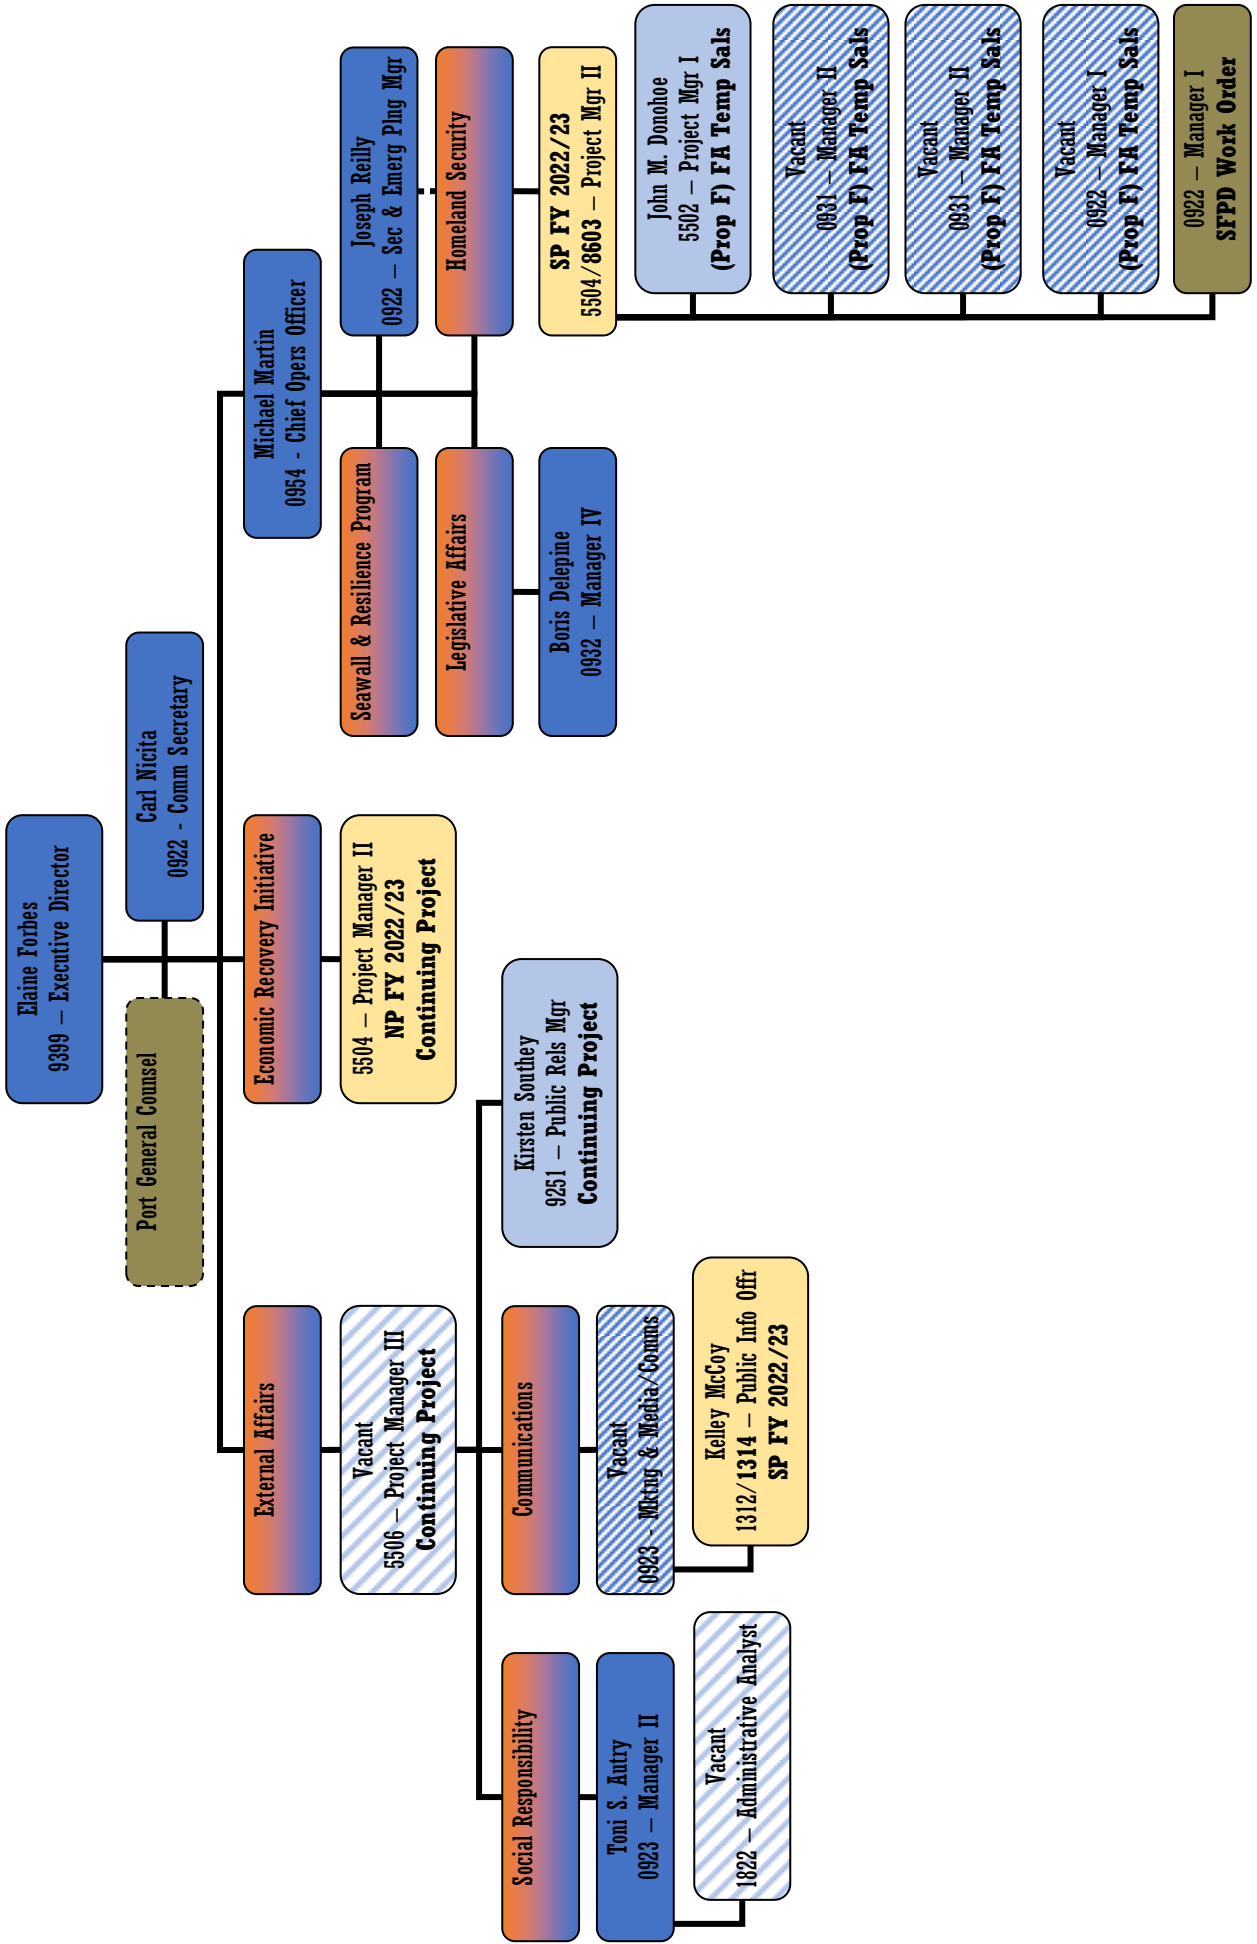 Elaine Forbes
9399 – Executive Director
Port General Counsel
Carl Nicita
0922 - Comm Secretary
External Affairs
Vacant
5506 – Project Manager III
Continuing Project
Social Responsibility
Toni S. Autry
0923 – Manager II
Vacant
1822 – Administrative Analyst
Communications
Vacant
0923 - Mktng & Media/Comms
Kelley McCoy
1312/1314 – Public Info Offr
SP FY 2022/23
Kirsten Southey
9251 – Public Rels Mgr
Continuing Project
Economic Recovery Initiative
5504 – Project Manager II
NP FY 2022/23
Continuing Project
Michael Martin
0954 - Chief Opers Officer
Seawall & Resilience Program
Joseph Reilly
0922 – Sec & Emerg Plng Mgr
Legislative Affairs
Boris Delepine
0932 – Manager IV
Homeland Security
SP FY 2022/23
5504/8603 – Project Mgr II
John M. Donohoe
5502 – Project Mgr I
(Prop F) FA Temp Sals
Vacant
0931 – Manager II
(Prop F) FA Temp Sals
Vacant
0931 – Manager II
(Prop F) FA Temp Sals
Vacant
0922 – Manager I
(Prop F) FA Temp Sals
0922 – Manager I
SFPD Work Order